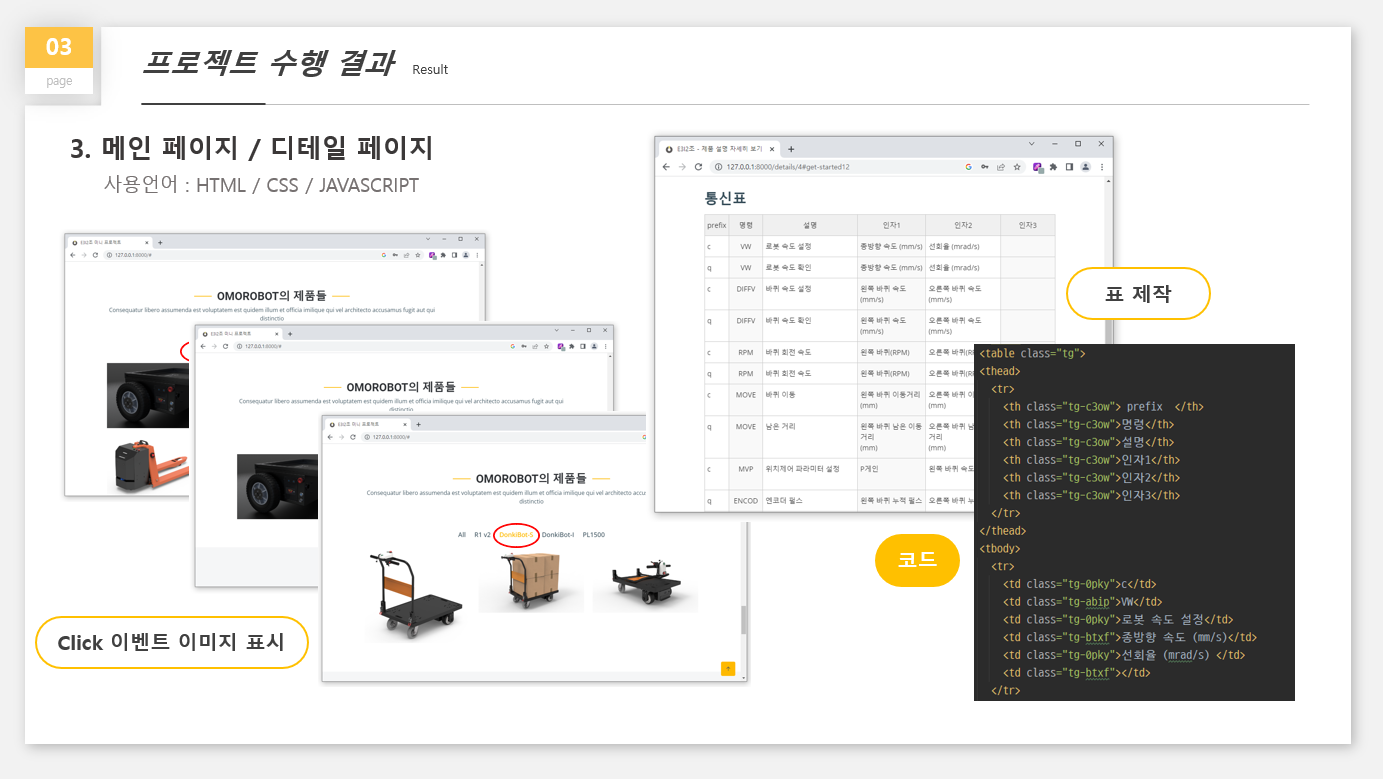 03
page
프로젝트 수행 결과 Result
3. 메인 페이지 / 디테일 페이지
사용언어 : HTML / CSS / JAVASCRIPT
127.0.0.1:8000/#
OMOROBOT의 제품들
Consequatur libero assumenda est voluptatem est quidem illum et officia imilique qui vel architecto accusamus fugit aut qui
distinctio
127.0.0.1:8000/#
OMOROBOT의 제품들
Consequatur libero assumenda est voluptatem est quidem illum et officia imilique qui vel architecto accusamus fugit aut qui
distinctio
127.0.0.1:8000/#
OMOROBOT의 제품들
Consequatur libero assumenda est voluptatem est quidem illum et officia imilique qui vel architecto accu
distinctio
All R1 v2 DonkiBot-S DonkiBot-I PL1500
Click 이벤트 이미지 표시
제품 설명 자세히 보기
127.0.0.1:8000/details/4#get-started12
통신표
prefix 명령 설명 인자1 인자2 인자3
c VW 로봇 속도 설정 종방향 속도 (mm/s) 선회율 (mrad/s)
q VW 로봇 속도 확인 종방향 속도 (mm/s) 선회율 (mrad/s)
c DIFFV 바퀴 속도 설정 왼쪽 바퀴 속도 오른쪽 바퀴 속도
(mm/s) (mm/s)
q DIFFV 바퀴 속도 확인 왼쪽 바퀴 속도 오른쪽 바퀴 속도
(mm/s) (mm/s)
c RPM 바퀴 회전 속도 왼쪽 바퀴(RPM) 오른쪽 바퀴(RP
q RPM 바퀴 회전 속도 왼쪽 바퀴(RPM) 오른쪽 바퀴(RP
c MOVE 바퀴 이동 왼쪽 바퀴 이동거리 오른쪽 바퀴 이
(mm) (mm)
q MOVE 남은 거리 왼쪽 바퀴 남은 이동 오른쪽 바퀴 남
거리 거리
(mm) (mm)
c MVP 위치제어 파라미터 설정 P게인 왼쪽 바퀴 속도
q ENCOD 엔코더 펄스 왼쪽 바퀴 누적 펄스 오른쪽 바퀴 누
표 제작
코드
<table class="tg">
<thead>
<tr>
<th class="tg-c3ow"> prefix </th>
<th class="tg-c3ow">명령</th>
<th class="tg-c3ow">설명</th>
<th class="tg-c3ow">인자1</th>
<th class="tg-c3ow">인자2</th>
<th class="tg-c3ow">인자3</th>
</tr>
</thead>
<tbody>
<tr>
<td class="tg-0pky">c</td>
<td class="tg-abip">VW</td>
<td class="tg-0pky">로봇 속도 설정</td>
<td class="tg-btxf">종방향 속도 (mm/s)</td>
<td class="tg-0pky">선회율 (mrad/s) </td>
<td class="tg-btxf"></td>
</tr>